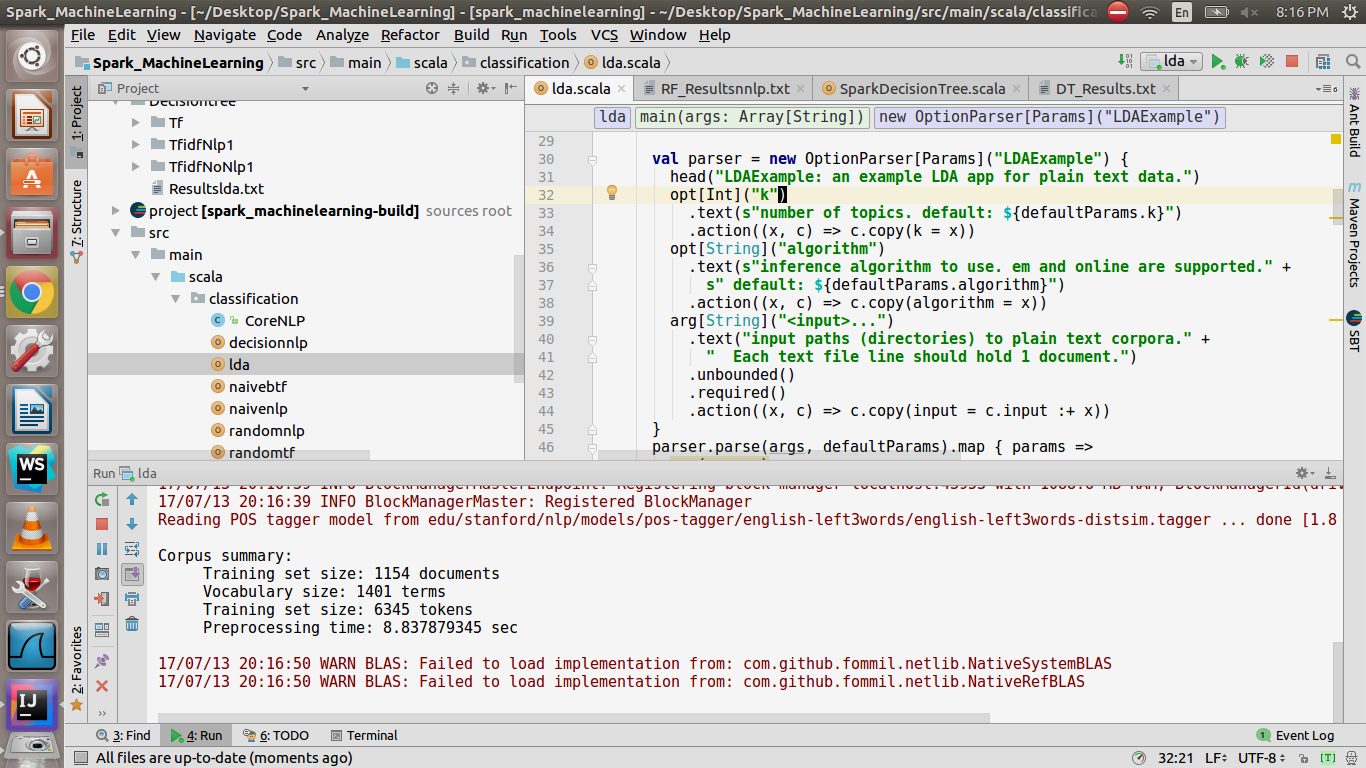 Spark_MachineLearning - [~/Desktop/Spark_MachineLearning] - [spark_machinelearning] - ~/Desktop/Spark_MachineLearning/src/main/scala/classifica
En
8:16 PM
File Edit View Navigate Code Analyze Refactor Build Run Tools VCS Window Help
Spark_MachineLearning src main scala classification lda.scala
lda
Project
lda.scala RF_Resultsnnlp.txt SparkDecisionTree.scala DT_Results.txt
lda main(args: Array[String]) new OptionParser[Params]("LDAExample")
1: Project
7: Structure
2: Favorites
DecisionTree
Tf
TfidfNlp1
TfidfNoNlp1
Resultslda.txt
project [spark_machinelearning-build] sources root
src
main
scala
classification
CoreNLP
decisionnlp
lda
naivebtf
naivenlp
randomnlp
randomtf
29
30 val parser = new OptionParser[Params]("LDAExample") {
31 head("LDAExample: an example LDA app for plain text data.")
32 opt[Int]("k")
33 .text(s"number of topics. default: ${defaultParams.k}")
34 .action((x, c) => c.copy(k = x))
35 opt[String]("algorithm")
36 .text(s"inference algorithm to use. em and online are supported." +
37 s" default: ${defaultParams.algorithm}")
38 .action((x, c) => c.copy(algorithm = x))
39 arg[String]("<input>...")
40 .text("input paths (directories) to plain text corpora." +
41 "  Each text file line should hold 1 document.")
42 .unbounded()
43 .required()
44 .action((x, c) => c.copy(input = c.input :+ x))
45 }
46 parser.parse(args, defaultParams).map { params =>
Ant Build
Maven Projects
SBT
Run lda
17/07/13 20:16:39 INFO BlockManagerMaster: Registered BlockManager
Reading POS tagger model from edu/stanford/nlp/models/pos-tagger/english-left3words/english-left3words-distsim.tagger ... done [1.8
Corpus summary:
Training set size: 1154 documents
Vocabulary size: 1401 terms
Training set size: 6345 tokens
Preprocessing time: 8.837879345 sec
17/07/13 20:16:50 WARN BLAS: Failed to load implementation from: com.github.fommil.netlib.NativeSystemBLAS
17/07/13 20:16:50 WARN BLAS: Failed to load implementation from: com.github.fommil.netlib.NativeRefBLAS
3: Find 4: Run 6: TODO Terminal 1 Event Log
All files are up-to-date (moments ago) 32:21 LF UTF-8 [T]